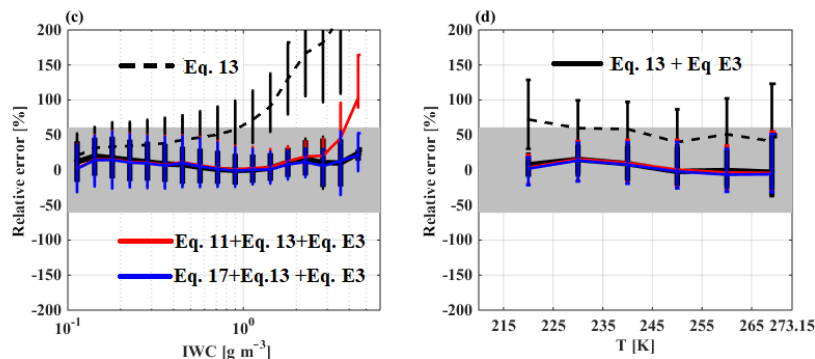 (c)
(d)
Relative error [%]
200
150
100
50
0
-50
-100
-150
-200
Eq. 13
Eq. 11+Eq. 13+Eq. E3
Eq. 17+Eq.13 +Eq. E3
10⁻¹
10⁰
IWC [g m⁻³]
Relative error [%]
200
150
100
50
0
-50
-100
-150
-200
Eq. 13 + Eq E3
215 225 235 245 255 265 273.15
T [K]